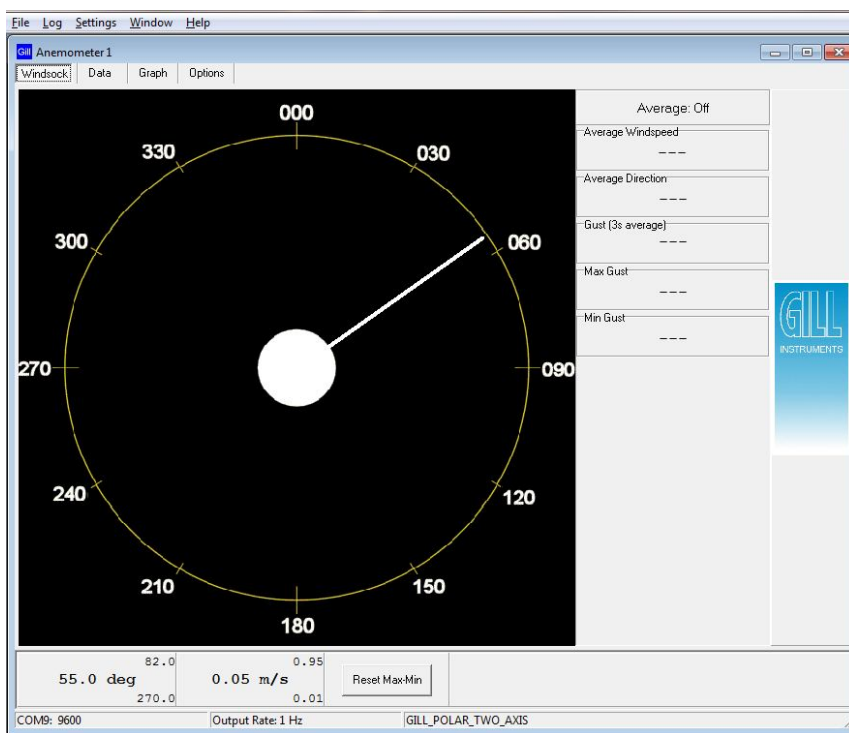 File Log Settings Window Help
Gill Anemometer 1
Windsock Data Graph Options
000
030
060
090
120
150
180
210
240
270
300
330
Average: Off
Average Windspeed
---
Average Direction
---
Gust (3s average)
---
Max Gust
---
Min Gust
---
GILL
INSTRUMENTS
82.0
55.0 deg
270.0
0.95
0.05 m/s
0.01
Reset Max-Min
COM9: 9600 Output Rate: 1 Hz GILL_POLAR_TWO_AXIS